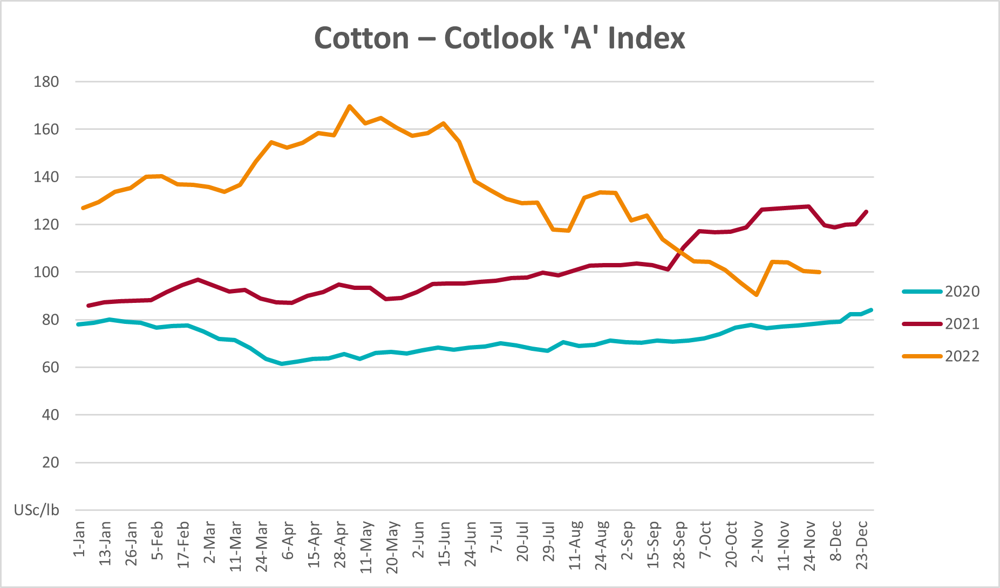 Cotton – Cotlook 'A' Index
180
160
140
120
100
80
60
40
20
USc/lb
1-Jan
13-Jan
26-Jan
5-Feb
17-Feb
2-Mar
11-Mar
24-Mar
6-Apr
15-Apr
28-Apr
11-May
20-May
2-Jun
15-Jun
24-Jun
7-Jul
20-Jul
29-Jul
11-Aug
24-Aug
2-Sep
15-Sep
28-Sep
7-Oct
20-Oct
2-Nov
11-Nov
24-Nov
8-Dec
23-Dec
2020
2021
2022